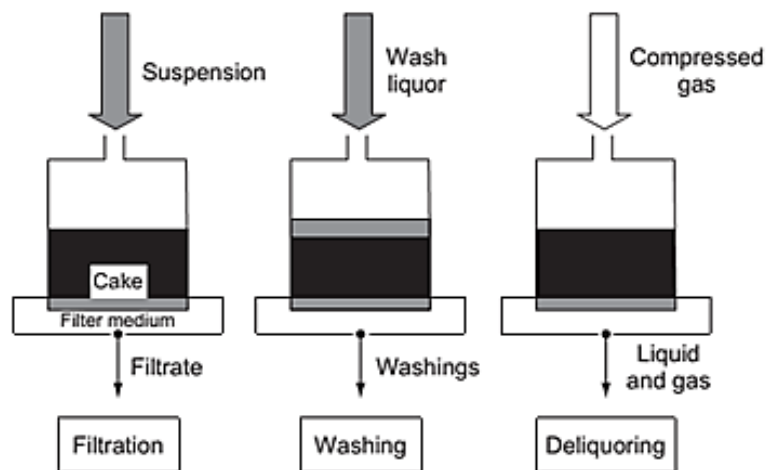 Suspension
Wash
liquor
Compressed
gas
Cake
Filter medium
Filtrate
Washings
Liquid
and gas
Filtration
Washing
Deliquoring